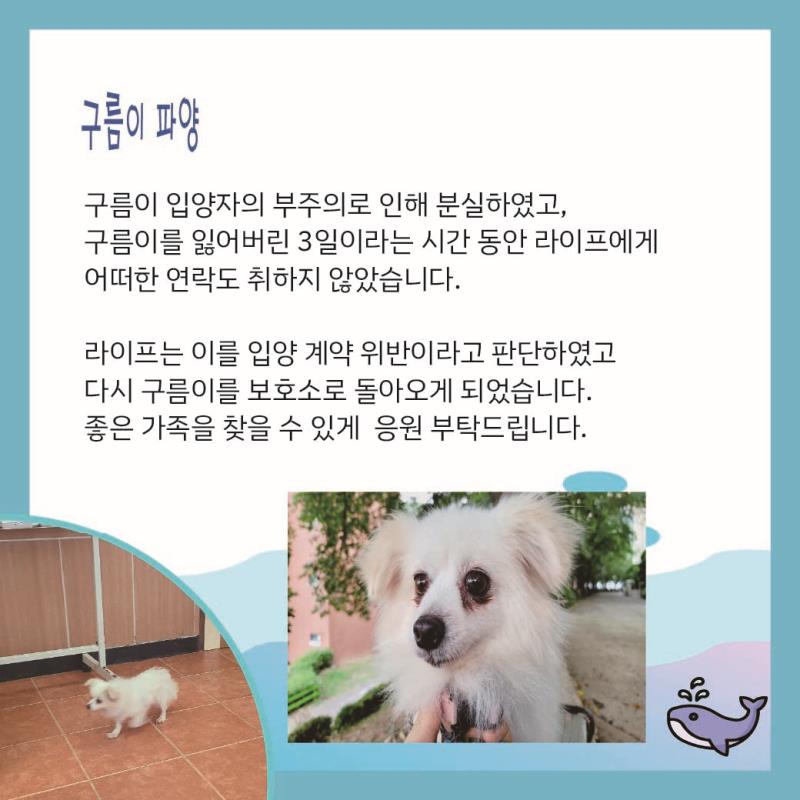 구름이 파양
구름이 입양자의 부주의로 인해 분실하였고,
구름이를 잃어버린 3일이라는 시간 동안 라이프에게
어떠한 연락도 취하지 않았습니다.
라이프는 이를 입양 계약 위반이라고 판단하였고
다시 구름이를 보호소로 돌아오게 되었습니다.
좋은 가족을 찾을 수 있게 응원 부탁드립니다.